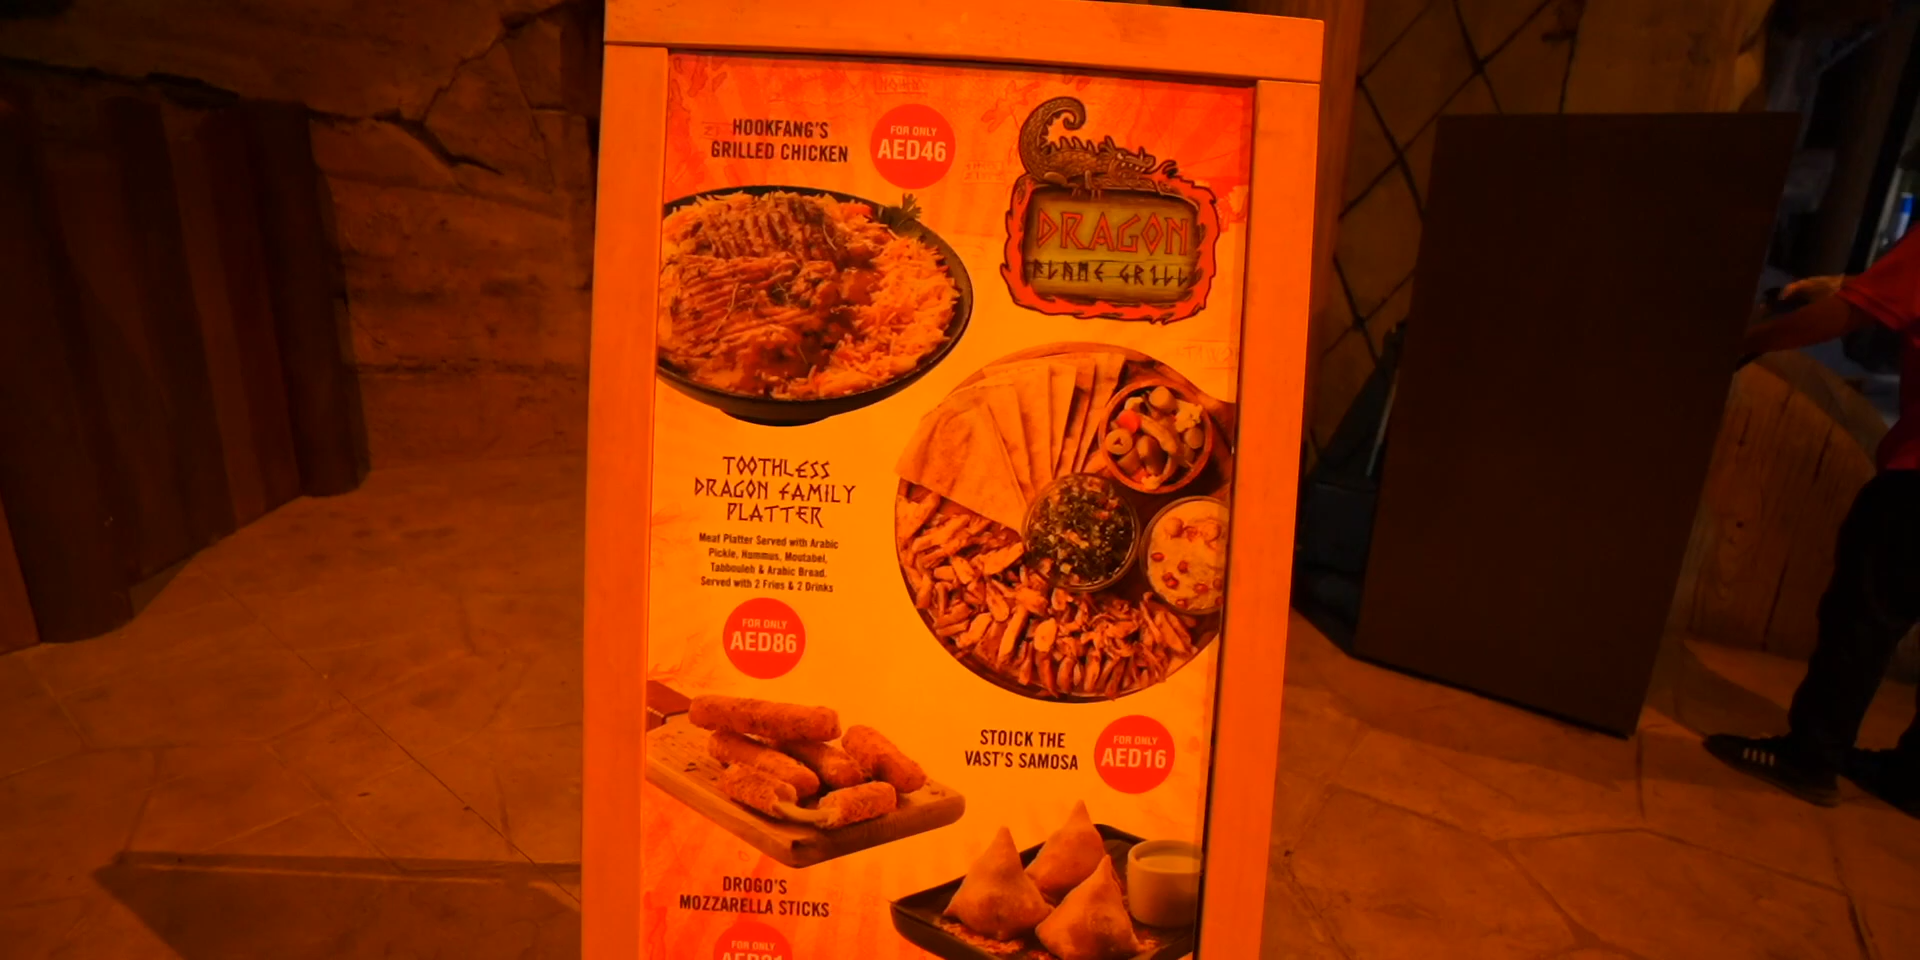 HOOKFANG'S
GRILLED CHICKEN
FOR ONLY
AED46
DRAGON
FLAME GRILL
TOOTHLESS
DRAGON FAMILY
PLATTER
Meat Platter Served with Arabic
Pickle, Hummus, Moutabel,
Tabbouleh & Arabic Bread.
Served with 2 Fries & 2 Drinks
FOR ONLY
AED86
STOICK THE
VAST'S SAMOSA
FOR ONLY
AED16
DROGO'S
MOZZARELLA STICKS
FOR ONLY